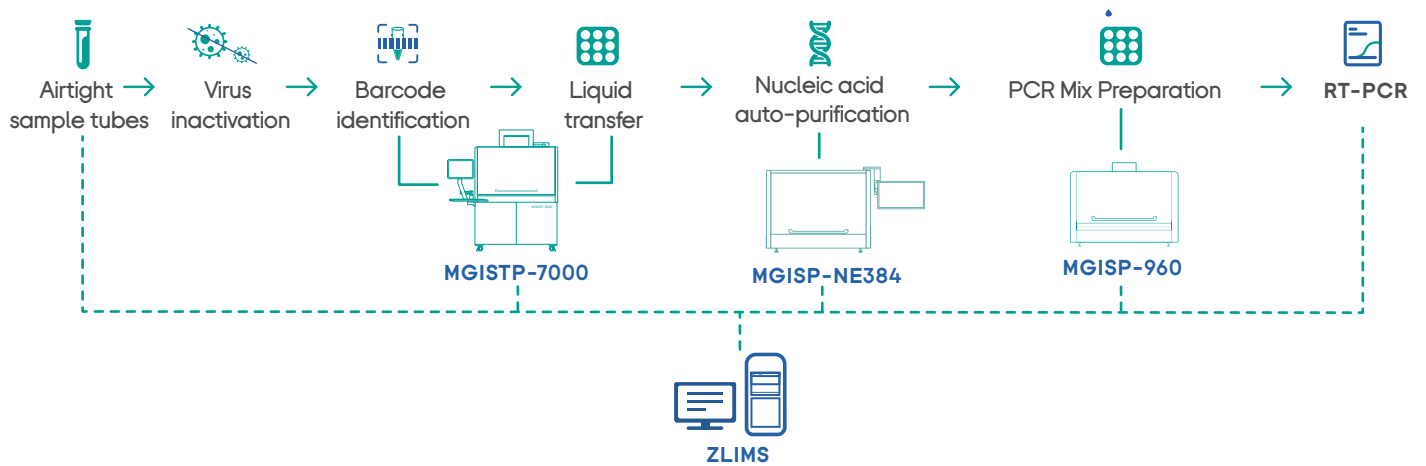 Airtight
sample tubes
Virus
inactivation
Barcode
identification
Liquid
transfer
Nucleic acid
auto-purification
PCR Mix Preparation
RT-PCR
MGISTP-7000
MGISP-NE384
MGISP-960
ZLIMS